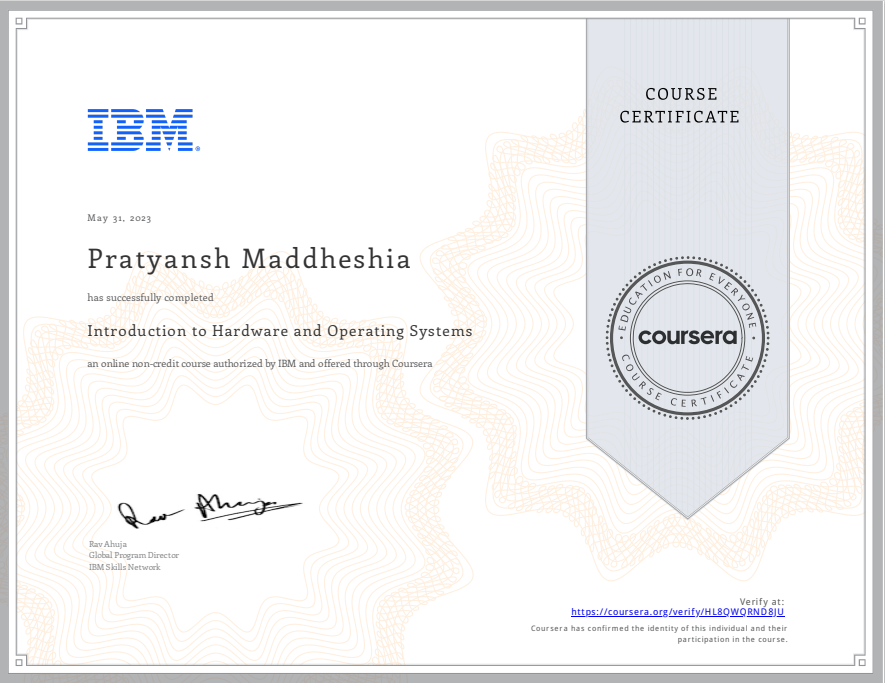 COURSE
CERTIFICATE
IBM®
May 31, 2023
Pratyansh Maddheshia
has successfully completed
Introduction to Hardware and Operating Systems
an online non-credit course authorized by IBM and offered through Coursera
EDUCATION FOR EVERYONE
coursera
COURSE CERTIFICATE
Rav Ahuja
Rav Ahuja
Global Program Director
IBM Skills Network
Verify at:
https://coursera.org/verify/HL8QWQRND8JU
Coursera has confirmed the identity of this individual and their
participation in the course.